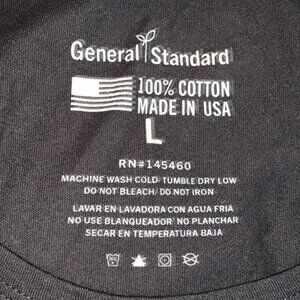 General Standard
100% COTTON
MADE IN USA
L
RN#145460
MACHINE WASH COLD/ TUMBLE DRY LOW
DO NOT BLEACH/ DO NOT IRON
LAVAR EN LAVADORA CON AGUA FRIA
NO USE BLANQUEADOR/ NO PLANCHAR
SECAR EN TEMPERATURA BAJA